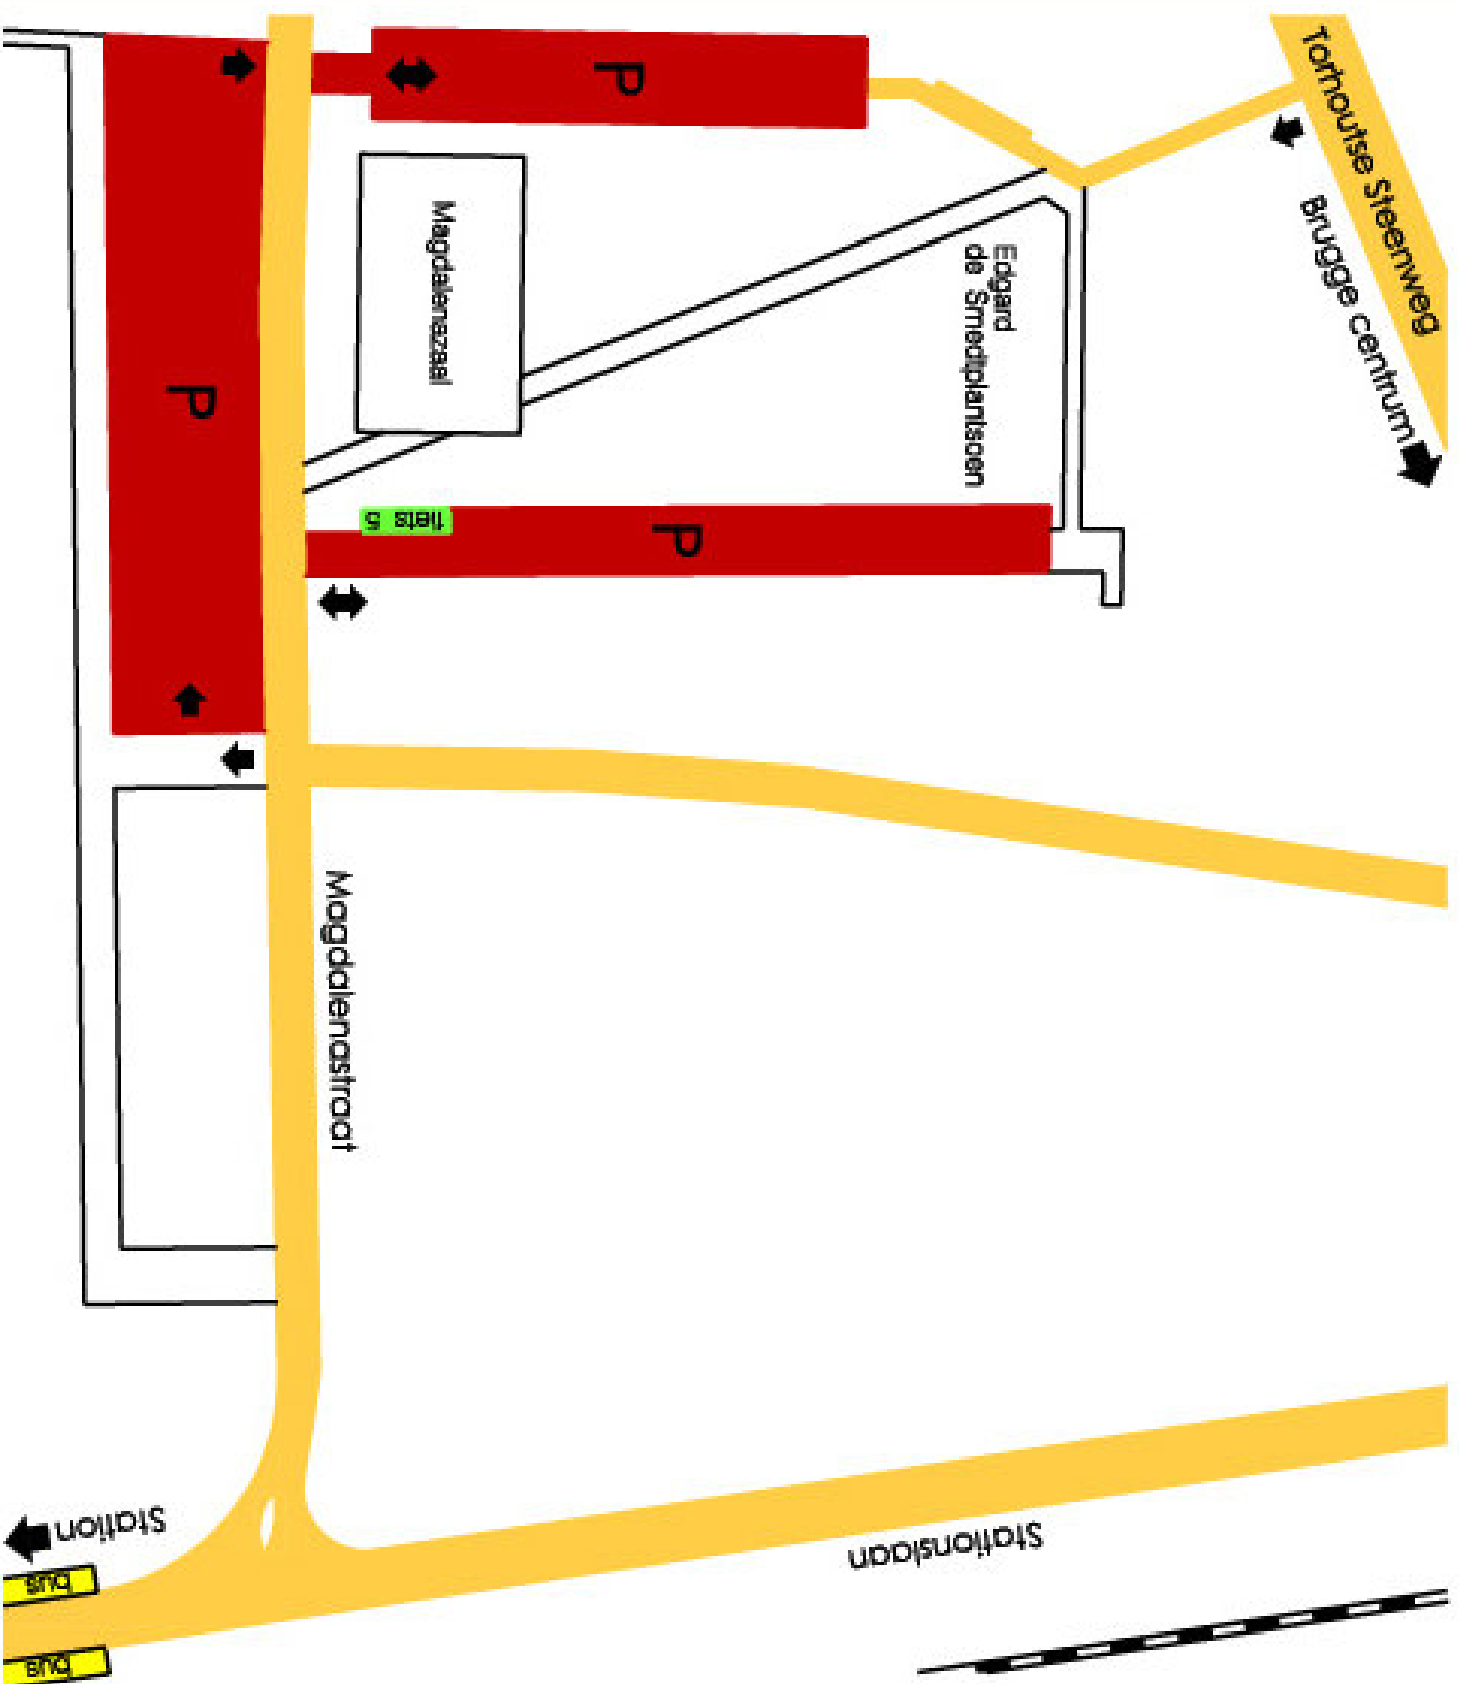 Torhoutse Steenweg
Brugge centrum
P
P
Magdalenazaal
Edgard
de Smedtplantsoen
P
fiets 5
Magdalenastraat
Station
Stationslaan
bus
bus